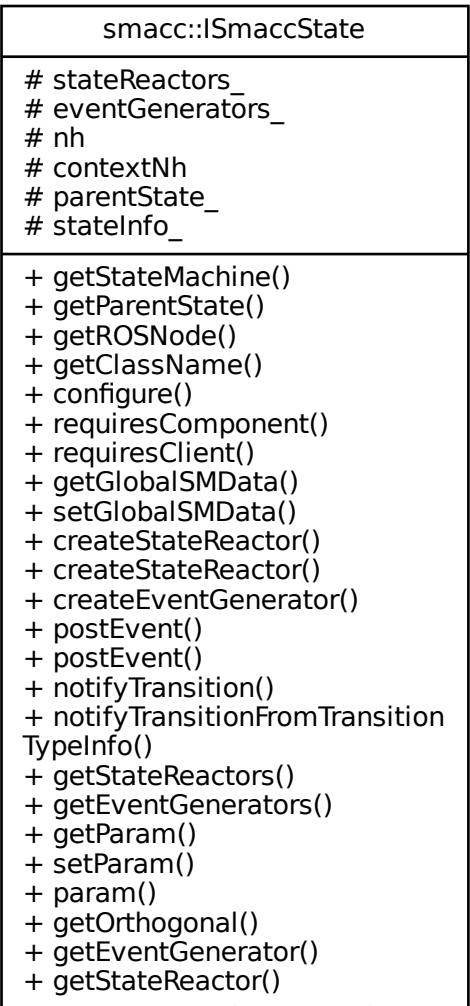 smacc::ISmaccState
# stateReactors_
# eventGenerators_
# nh
# contextNh
# parentState_
# stateInfo_
+ getStateMachine()
+ getParentState()
+ getROSNode()
+ getClassName()
+ configure()
+ requiresComponent()
+ requiresClient()
+ getGlobalSMData()
+ setGlobalSMData()
+ createStateReactor()
+ createStateReactor()
+ createEventGenerator()
+ postEvent()
+ postEvent()
+ notifyTransition()
+ notifyTransitionFromTransition
TypeInfo()
+ getStateReactors()
+ getEventGenerators()
+ getParam()
+ setParam()
+ param()
+ getOrthogonal()
+ getEventGenerator()
+ getStateReactor()